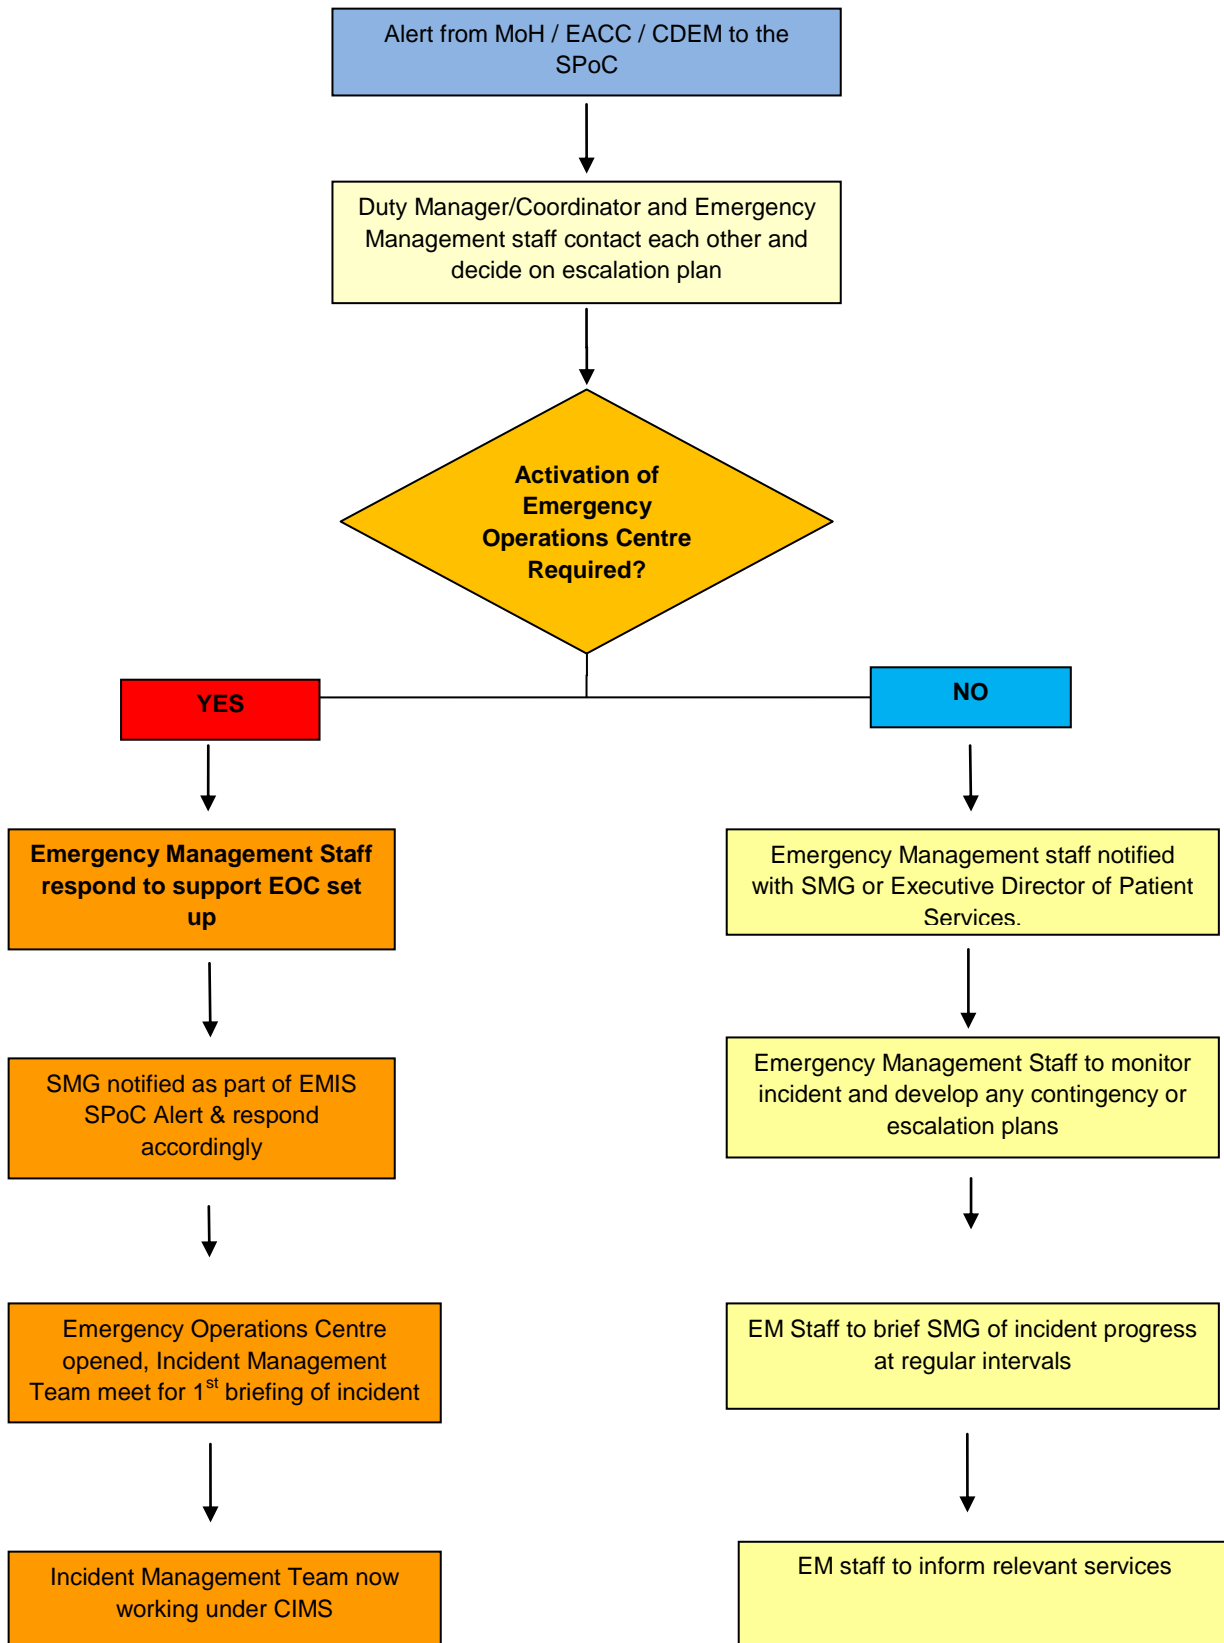 Alert from MoH / EACC / CDEM to the
SPoC
Duty Manager/Coordinator and Emergency
Management staff contact each other and
decide on escalation plan
Activation of
Emergency
Operations Centre
Required?
YES
NO
Emergency Management Staff
respond to support EOC set
up
Emergency Management staff notified
with SMG or Executive Director of Patient
Services.
SMG notified as part of EMIS
SPoC Alert & respond
accordingly
Emergency Management Staff to monitor
incident and develop any contingency or
escalation plans
Emergency Operations Centre
opened, Incident Management
Team meet for 1st briefing of incident
EM Staff to brief SMG of incident progress
at regular intervals
Incident Management Team now
working under CIMS
EM staff to inform relevant services